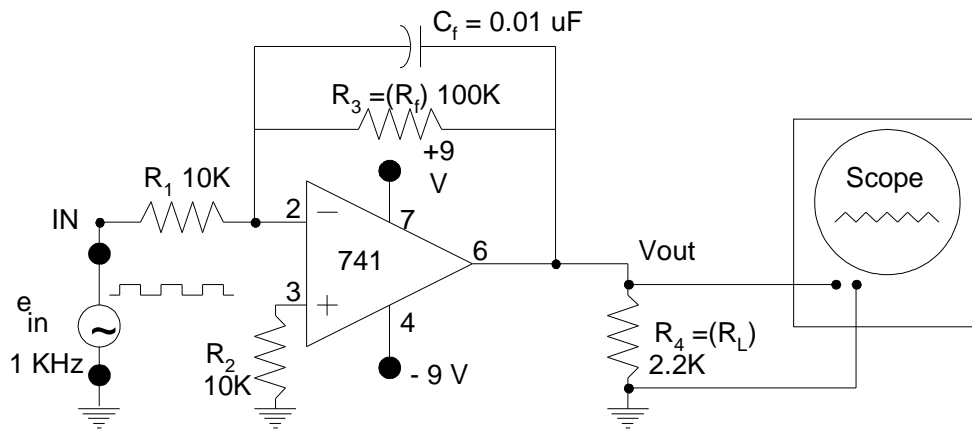 C_f = 0.01 uF
R_3 =(R_f) 100K
+9
V
R_1 10K
Scope
IN
2
7
6
Vout
741
3
e_in
4
R_4 =(R_L)
2.2K
1 KHz
R_2
10K
- 9 V